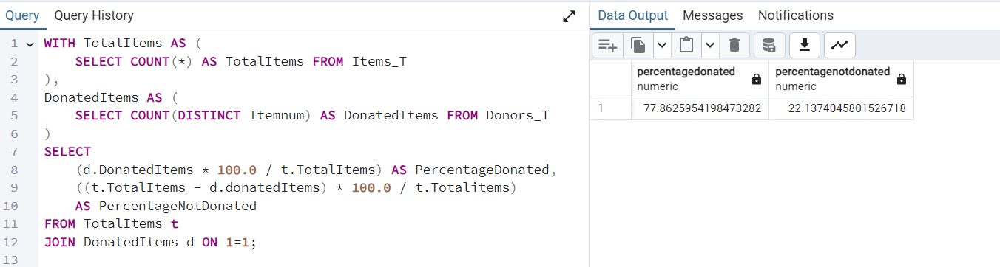 Query Query History
1 WITH TotalItems AS (
2 SELECT COUNT(*) AS TotalItems FROM Items_T
3 ),
4 DonatedItems AS (
5 SELECT COUNT(DISTINCT Itemnum) AS DonatedItems FROM Donors_T
6 )
7 SELECT
8 (d.DonatedItems * 100.0 / t.TotalItems) AS PercentageDonated,
9 ((t.TotalItems - d.donatedItems) * 100.0 / t.Totalitems)
10 AS PercentageNotDonated
11 FROM TotalItems t
12 JOIN DonatedItems d ON 1=1;
13
Data Output Messages Notifications
percentagedonated percentagenotdonated
numeric numeric
1 77.8625954198473282 22.1374045801526718